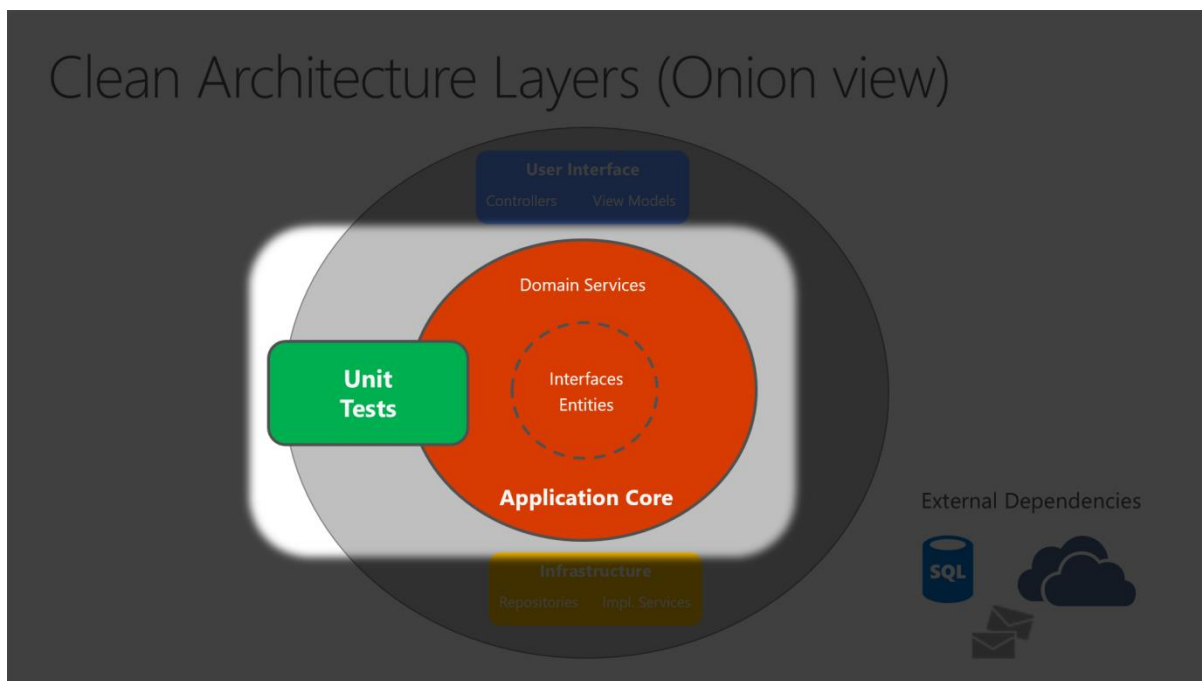 Clean Architecture Layers (Onion view)
User Interface
Controllers View Models
Domain Services
Unit
Tests
Interfaces
Entities
Application Core
External Dependencies
SQL
Infrastructure
Repositories Impl. Services